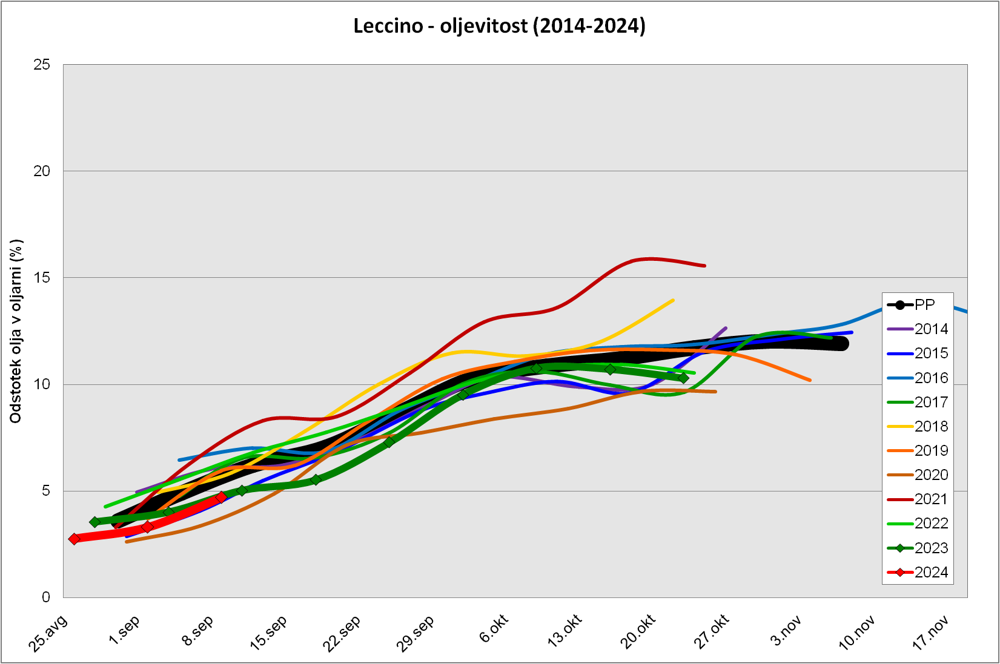 Leccino - oljevitost (2014-2024)
Odstotek olja v oljarni (%)
25
20
15
10
5
0
25.avg
1.sep
8.sep
15.sep
22.sep
29.sep
6.okt
13.okt
20.okt
27.okt
3.nov
10.nov
17.nov
PP
2014
2015
2016
2017
2018
2019
2020
2021
2022
2023
2024